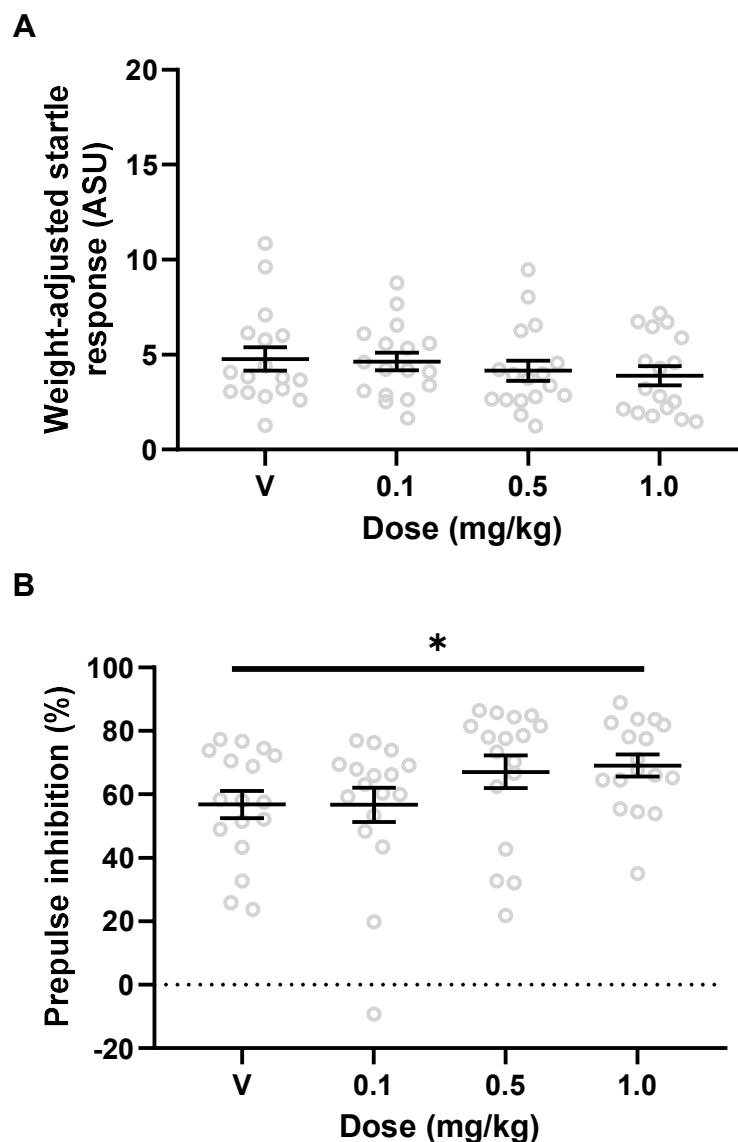 A
Weight-adjusted startle
response (ASU)
20
15
10
5
0
V 0.1 0.5 1.0
Dose (mg/kg)
B
*
Prepulse inhibition (%)
100
80
60
40
20
0
-20
V 0.1 0.5 1.0
Dose (mg/kg)